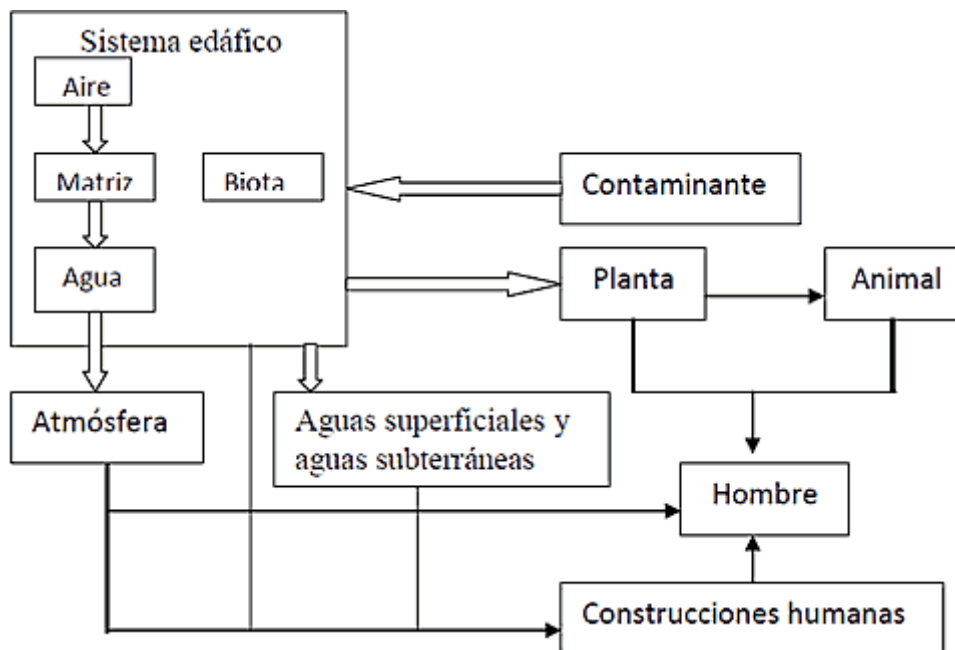 Sistema edáfico
Aire
Matriz
Biota
Contaminante
Agua
Planta
Animal
Atmósfera
Aguas superficiales y
aguas subterráneas
Hombre
Construcciones humanas